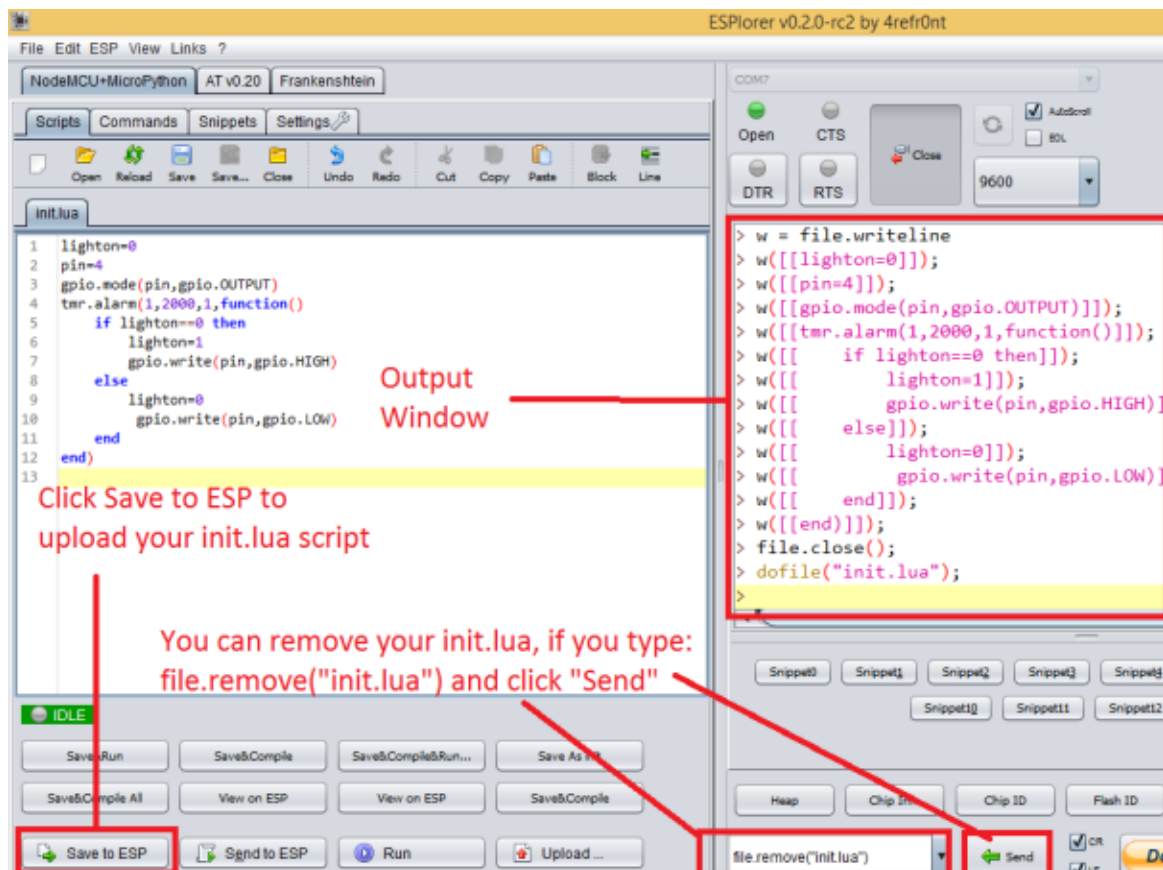 ESPlorer v0.2.0-rc2 by 4refr0nt
File Edit ESP View Links ?
NodeMCU+MicroPython AT v0.20 Frankenshtein
Scripts Commands Snippets Settings
Open Reload Save Save... Close Undo Redo Cut Copy Paste Block Line
init.lua
1 lighton=0
2 pin=4
3 gpio.mode(pin,gpio.OUTPUT)
4 tmr.alarm(1,2000,1,function()
5     if lighton==0 then
6         lighton=1
7         gpio.write(pin,gpio.HIGH)
8     else
9         lighton=0
10         gpio.write(pin,gpio.LOW)
11     end
12 end)
13
Output
Window
Click Save to ESP to
upload your init.lua script
You can remove your init.lua, if you type:
file.remove("init.lua") and click "Send"
IDLE
Save&Run Save&Compile Save&Compile&Run... Save As
Save&Compile All View on ESP View on ESP Save&Compile
Save to ESP Send to ESP Run Upload ...
COM7
Open CTS Close AutoScroll
EOL
DTR RTS 9600
> w = file.writeline
> w([[lighton=0]]);
> w([[pin=4]]);
> w([[gpio.mode(pin,gpio.OUTPUT)]]);
> w([[tmr.alarm(1,2000,1,function()]]);
> w([[     if lighton==0 then]]);
> w([[         lighton=1]]);
> w([[         gpio.write(pin,gpio.HIGH)]
> w([[     else]]);
> w([[         lighton=0]]);
> w([[          gpio.write(pin,gpio.LOW)]
> w([[     end]]);
> w([[end)]]);
> file.close();
> dofile("init.lua");
>
Snippet0 Snippet1 Snippet2 Snippet3 Snippet4
Snippet10 Snippet11 Snippet12
Heap Chip Chip ID Flash ID
file.remove("init.lua") Send CR
LF